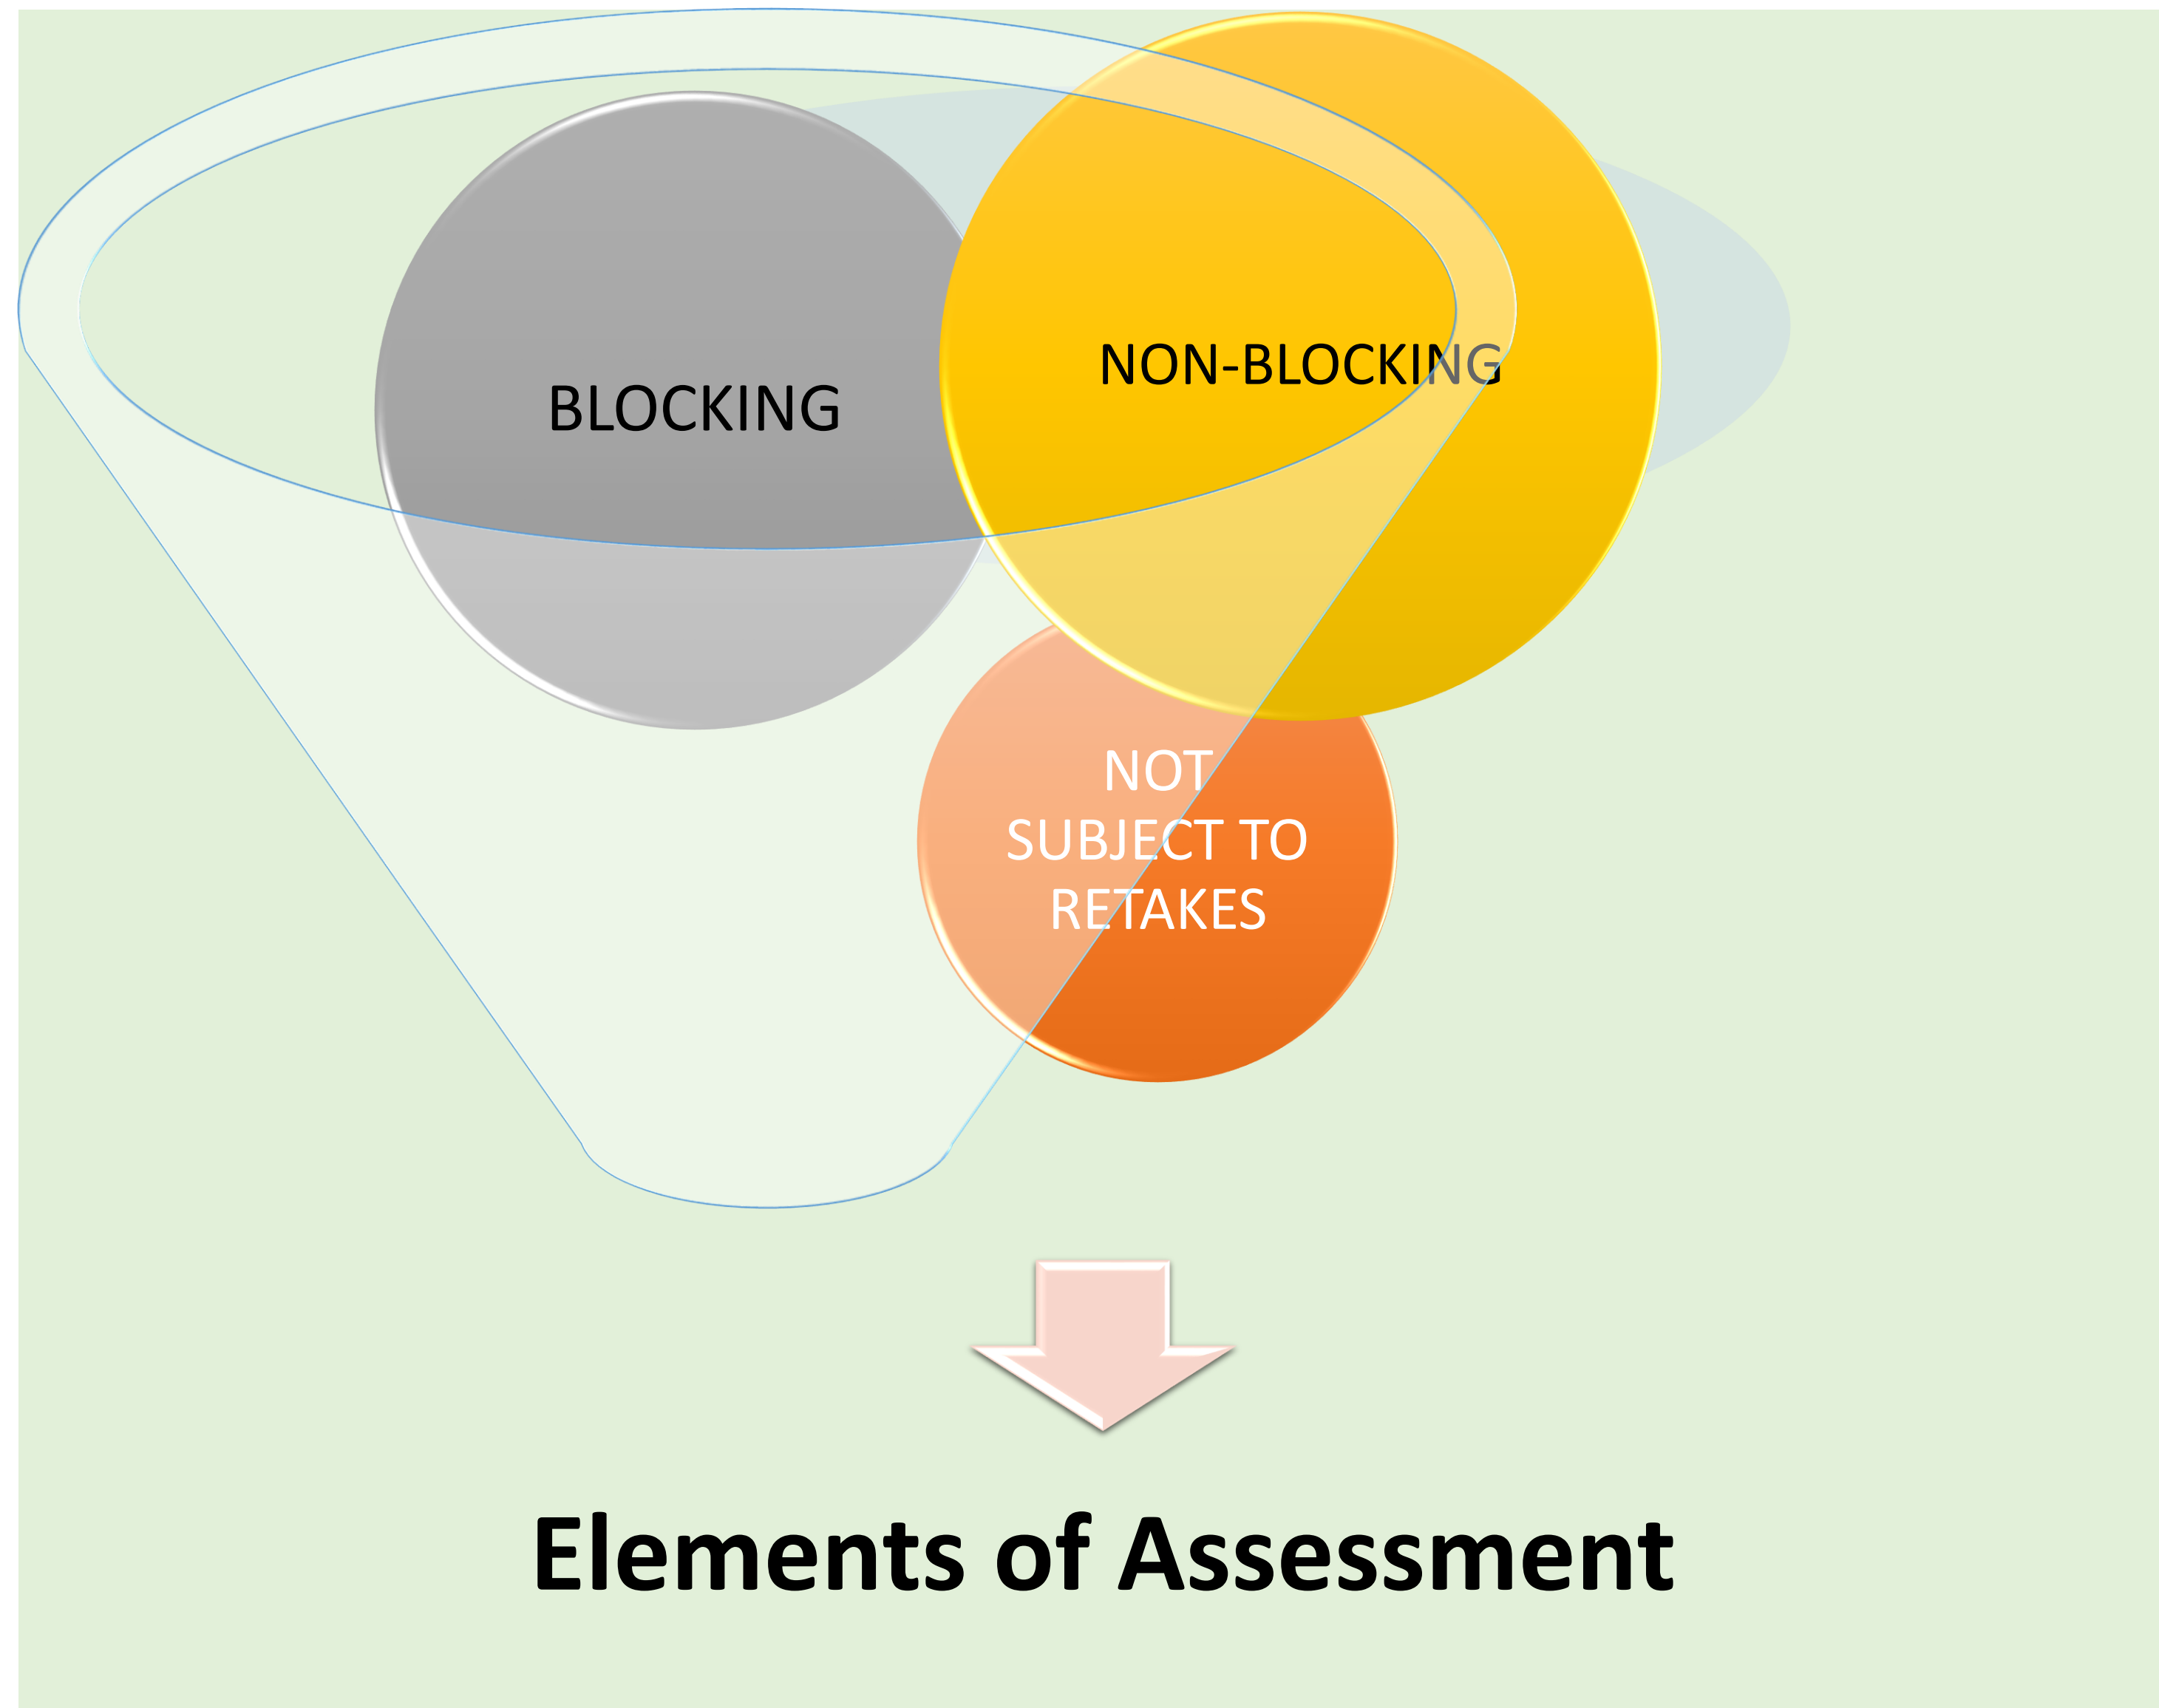 BLOCKING
NON-BLOCKING
NOT
SUBJECT TO
RETAKES
Elements of Assessment